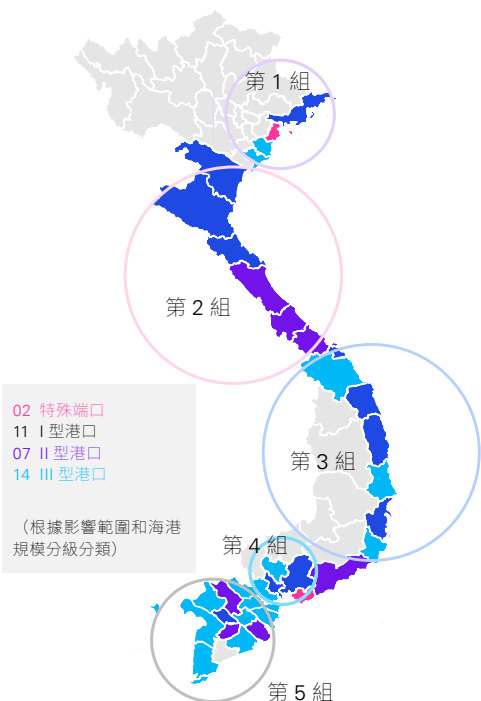 第 1 組
第 2 組
02 特殊端口
11 I 型港口
07 II 型港口
14 III 型港口
（根據影響範圍和海港
規模分級分類）
第 3 組
第 4 組
第 5 組